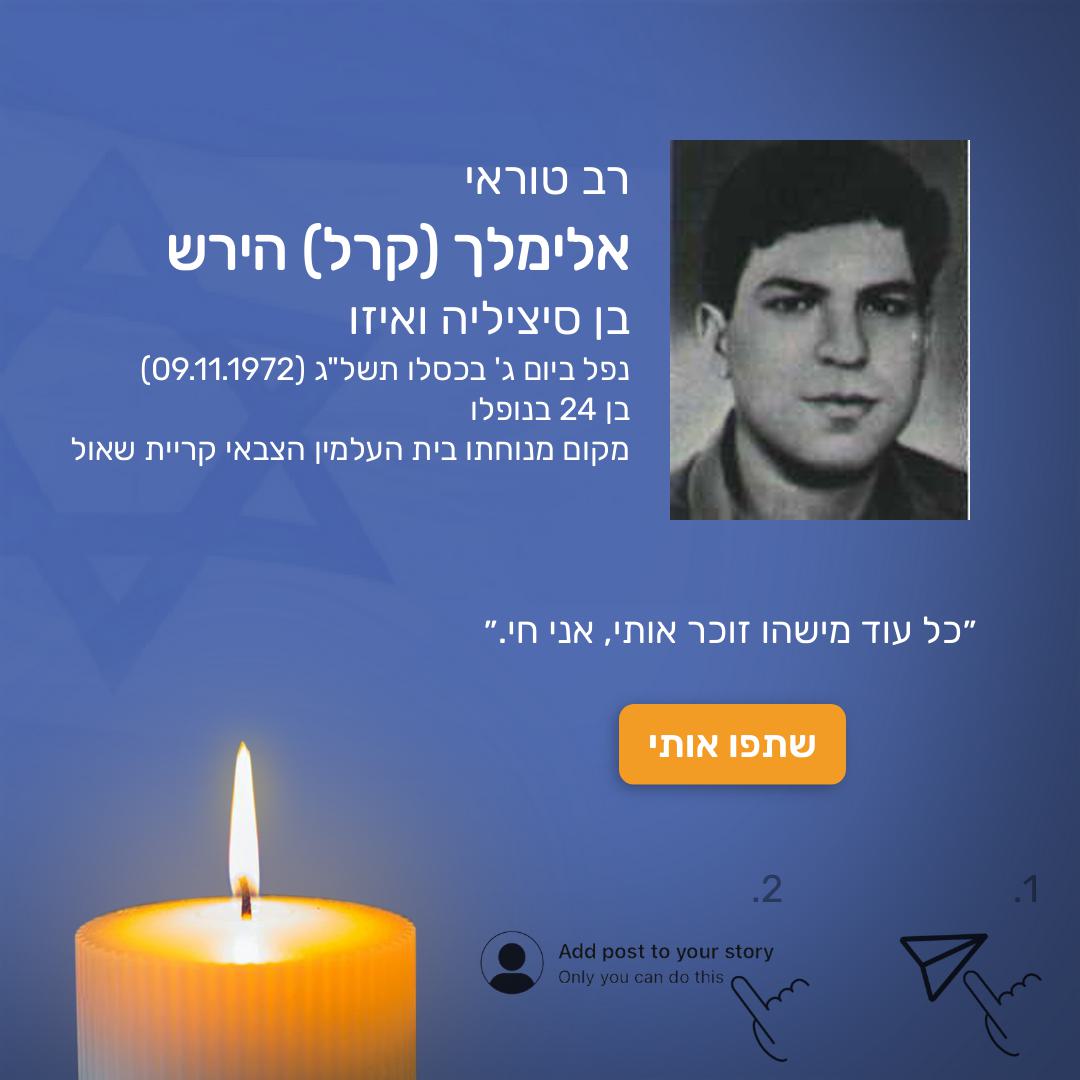 רב טוראי
אלימלך (קרל) הירש
בן סיציליה ואיזו
נפל ביום ג' בכסלו תשל"ג (09.11.1972)
בן 24 בנופלו
מקום מנוחתו בית העלמין הצבאי קריית שאול
״כל עוד מישהו זוכר אותי, אני חי.״
שתפו אותי
1.
2.
Add post to your story
Only you can do this